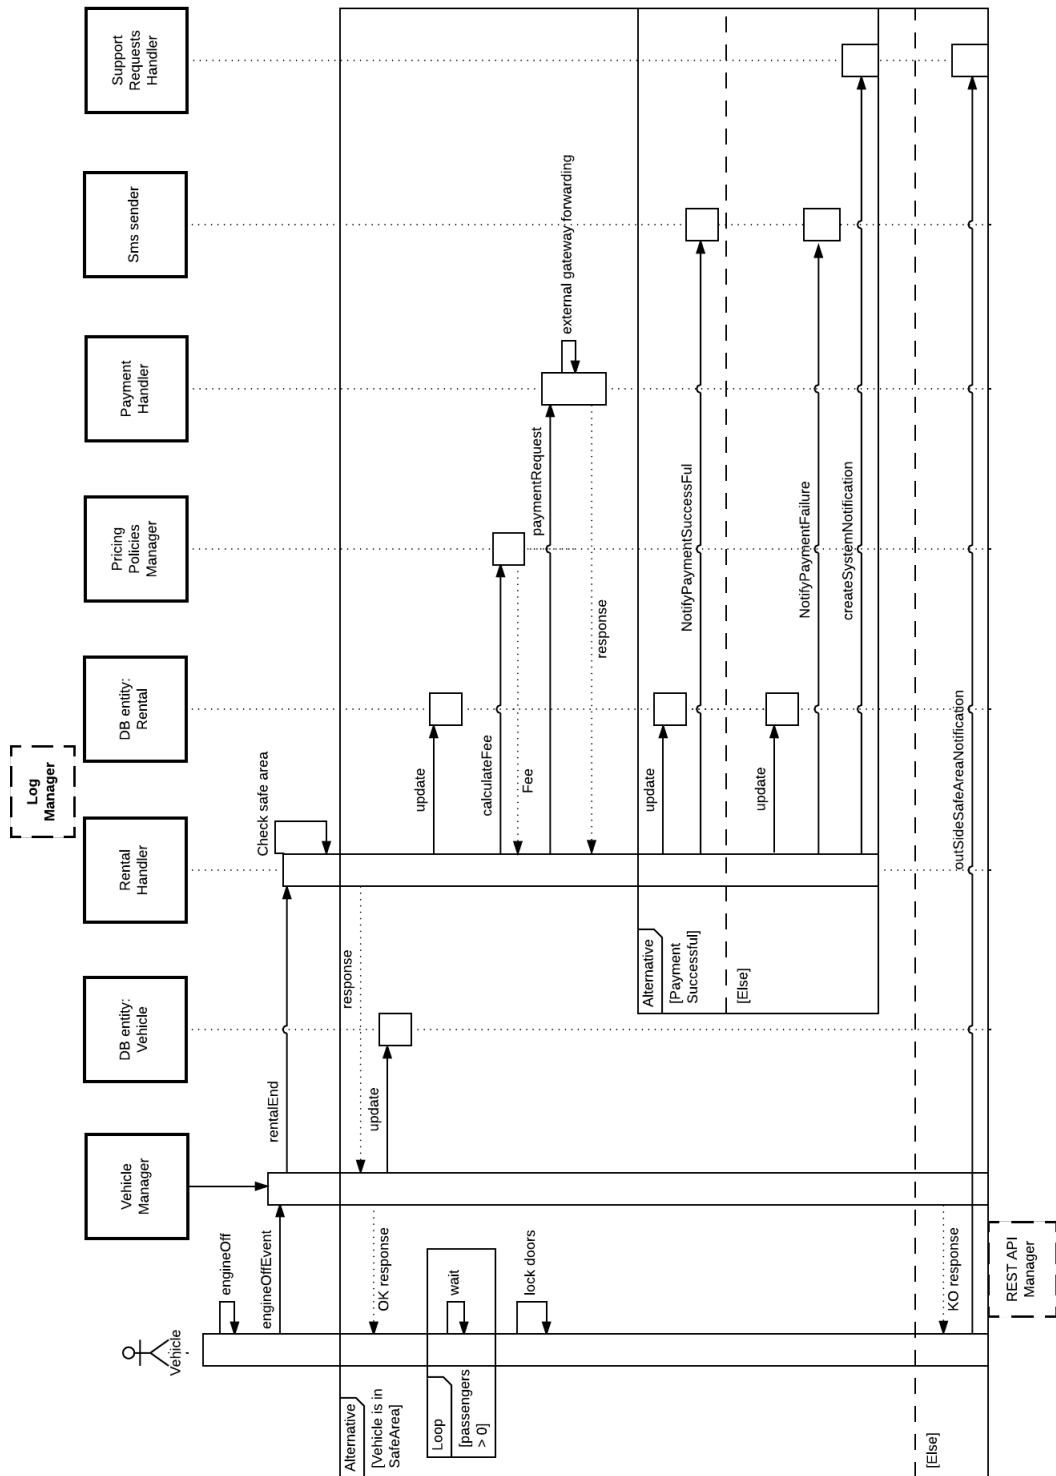 Log
Manager
Vehicle
Vehicle
Manager
DB entity:
Vehicle
Rental
Handler
DB entity:
Rental
Pricing
Policies
Manager
Payment
Handler
Sms sender
Support
Requests
Handler
engineOff
engineOffEvent
rentalEnd
Check safe area
Alternative
[Vehicle is in
SafeArea]
response
OK response
update
Loop
[passengers
> 0]
wait
update
lock doors
calculateFee
Fee
paymentRequest
external gateway forwarding
response
Alternative
[Payment
Successful]
update
NotifyPaymentSuccessFul
[Else]
update
NotifyPaymentFailure
createSystemNotification
[Else]
KO response
outSideSafeAreaNotification
REST API
Manager